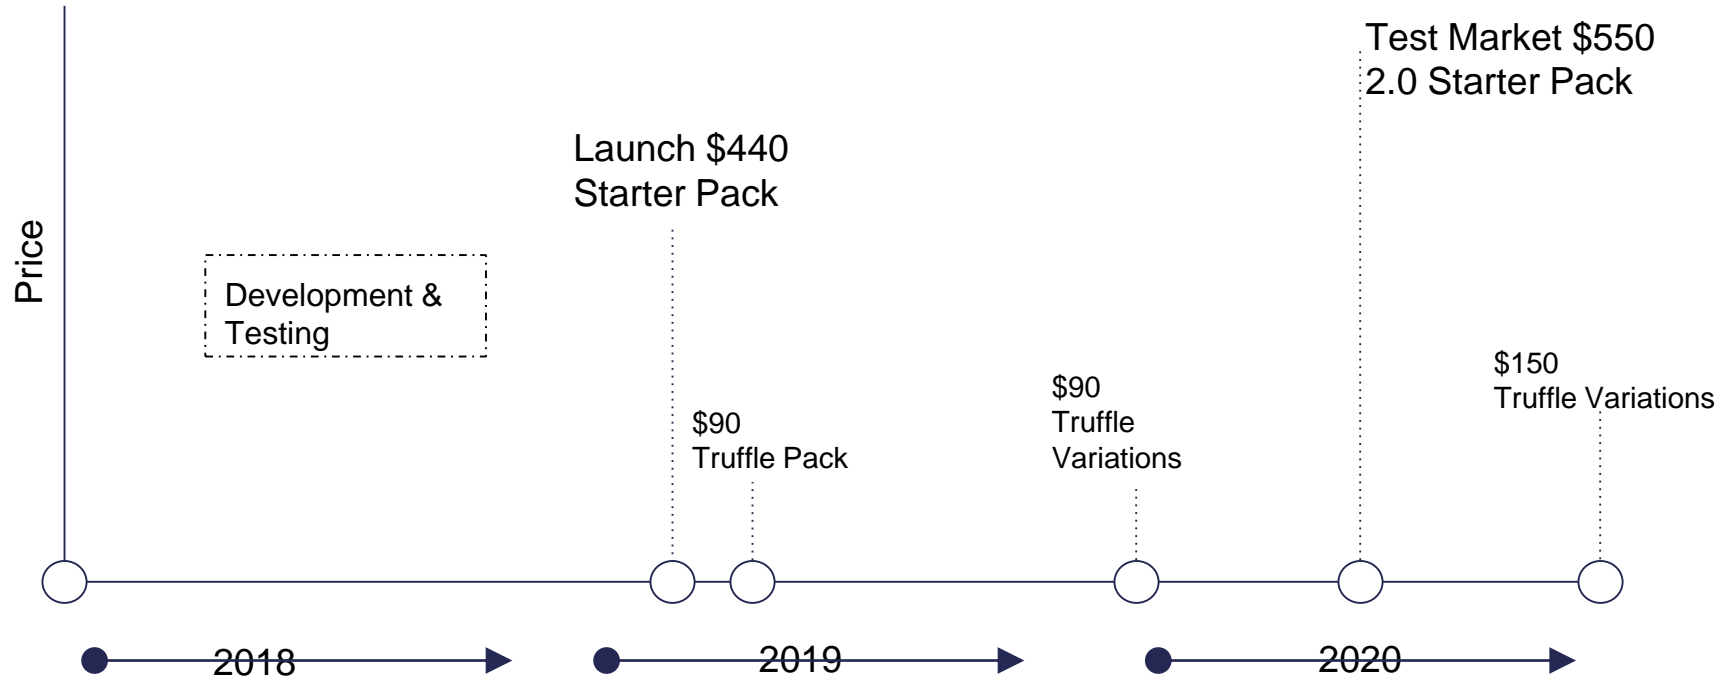 Price
Development &
Testing
Launch $440
Starter Pack
$90
Truffle Pack
$90
Truffle
Variations
Test Market $550
2.0 Starter Pack
$150
Truffle Variations
2018
2019
2020